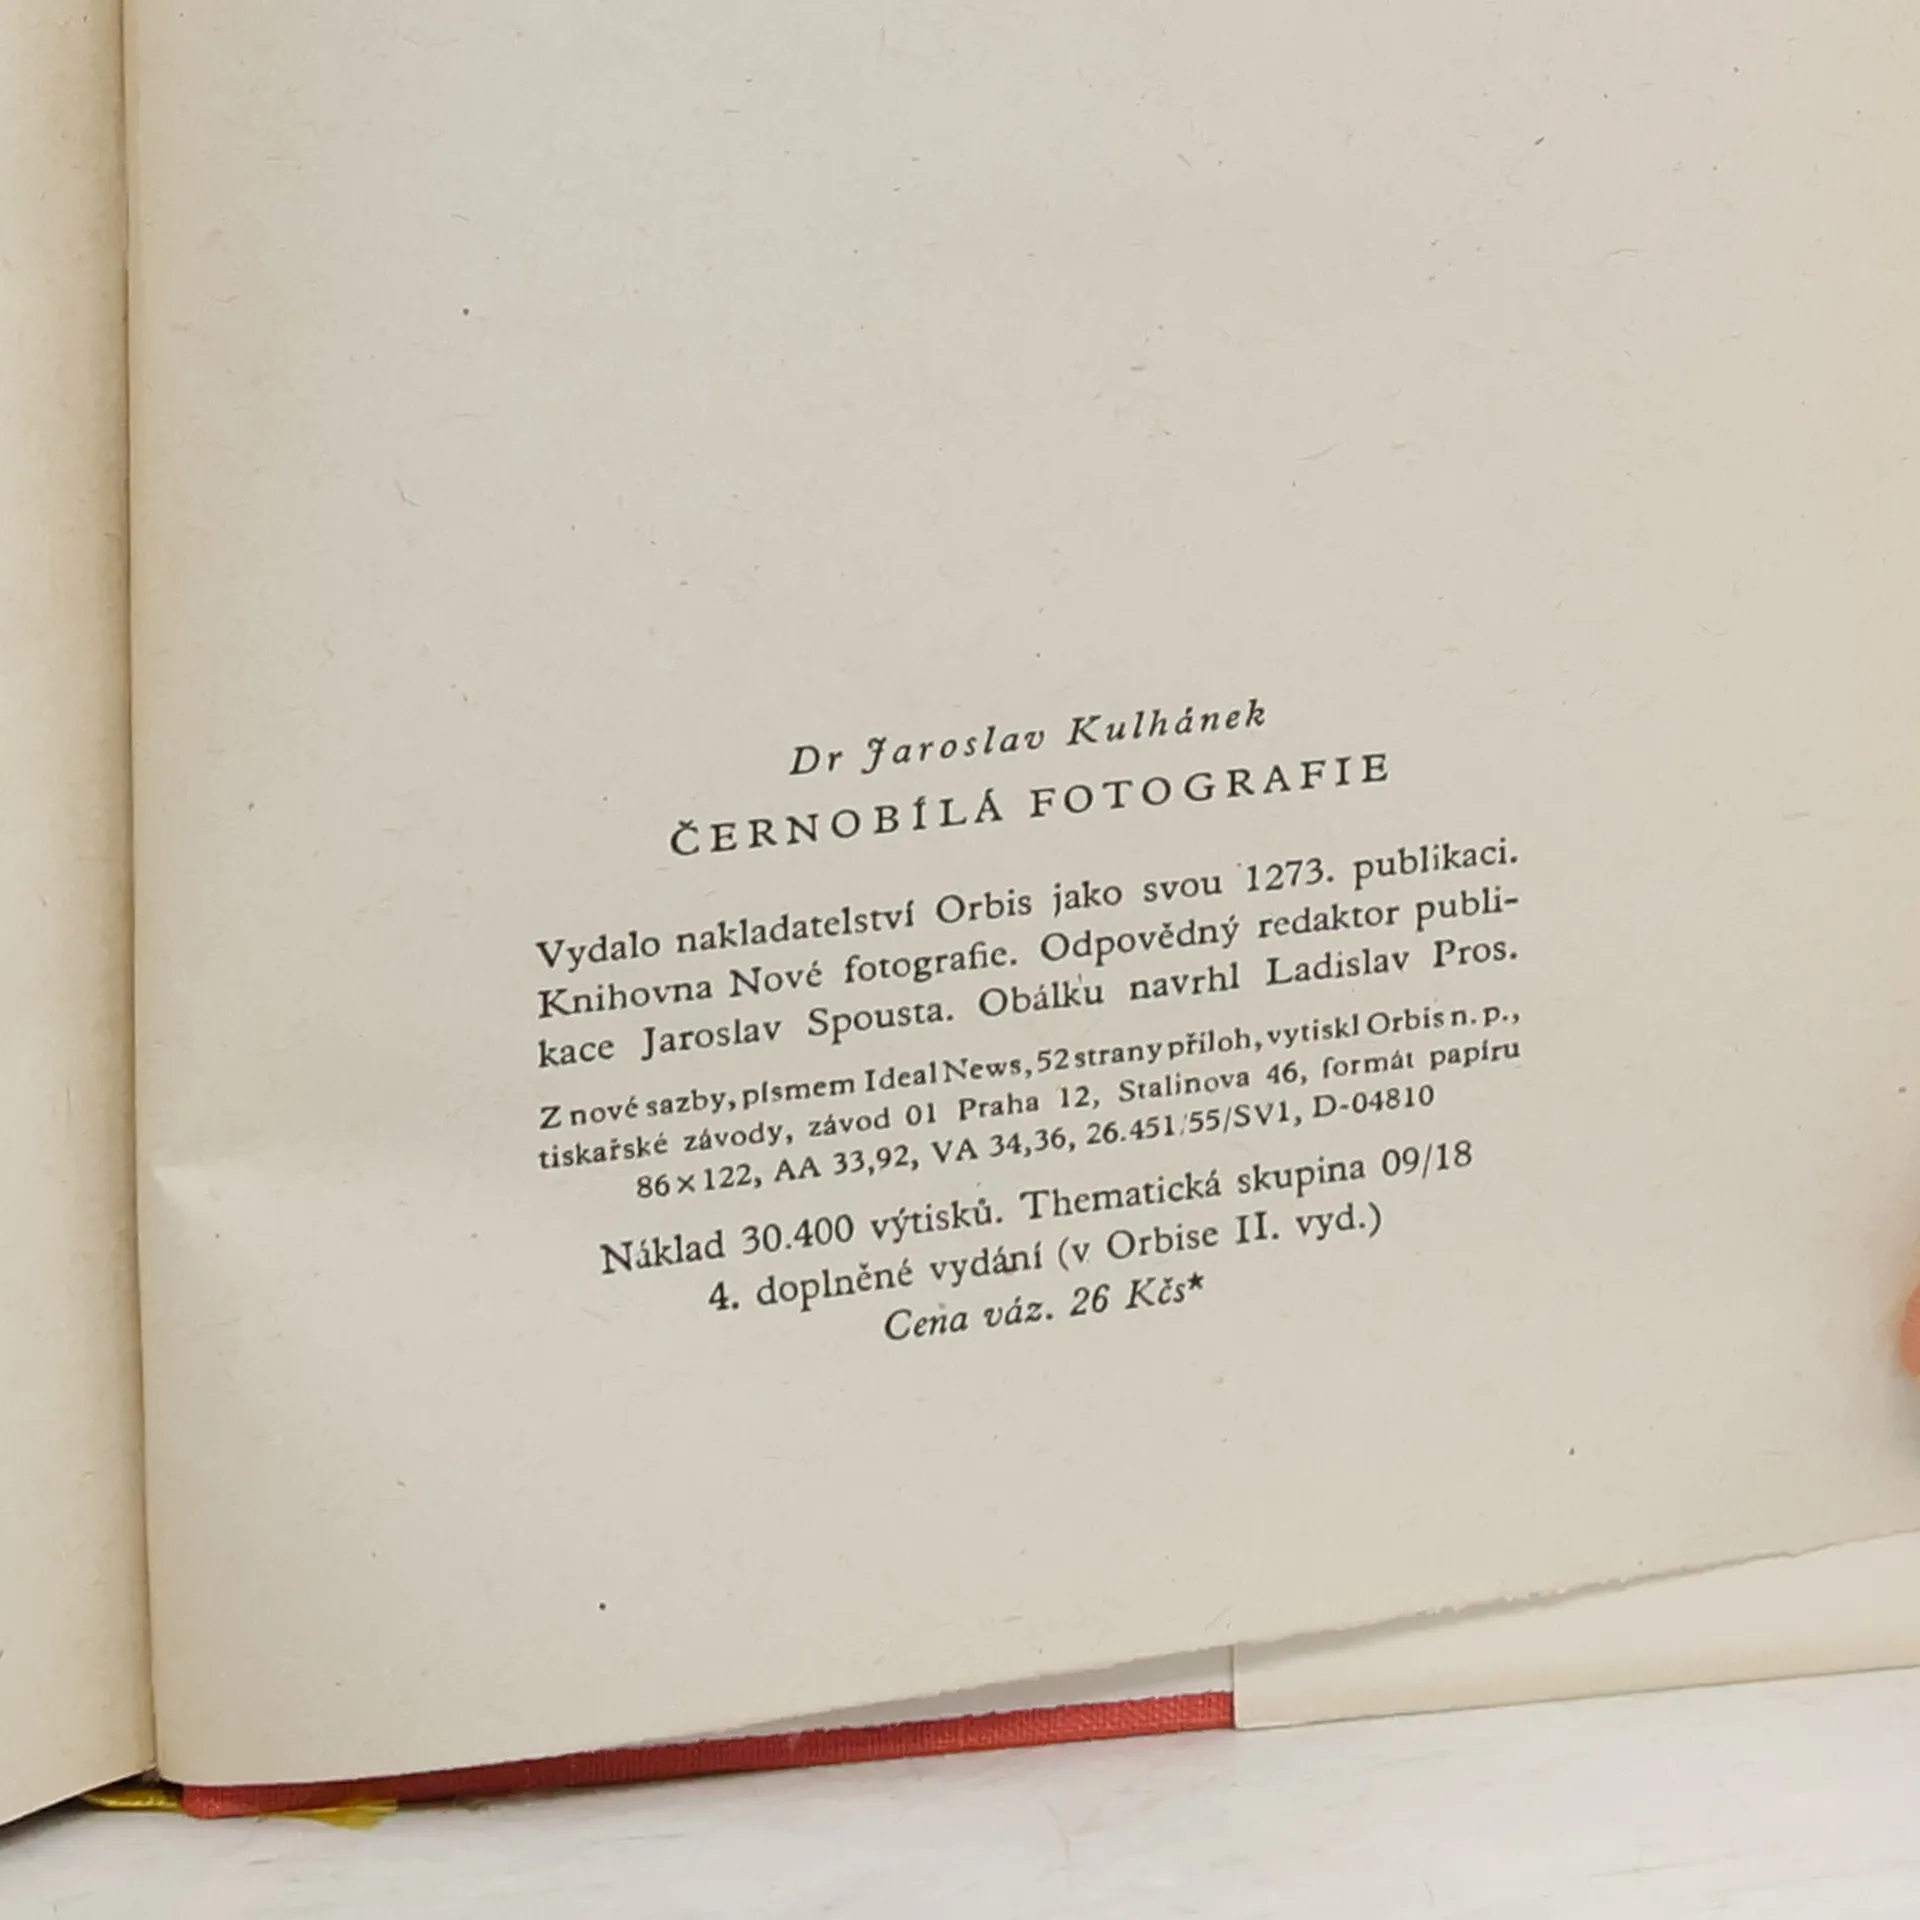 Dr Jaroslav Kulhánek
ČERNOBÍLÁ FOTOGRAFIE
Vydalo nakladatelství Orbis jako svou 1273. publikaci.
Knihovna Nové fotografie. Odpovědný redaktor publi-
kace Jaroslav Spousta. Obálku navrhl Ladislav Pros.
Z nové sazby, písmem Ideal News, 52 strany příloh, vytiskl Orbis n. p.,
tiskařské závody, závod 01 Praha 12, Stalinova 46, formát papíru
86×122, AA 33,92, VA 34,36, 26.451/55/SV1, D-04810
Náklad 30.400 výtisků. Thematická skupina 09/18
4. doplněné vydání (v Orbise II. vyd.)
Cena váz. 26 Kčs*